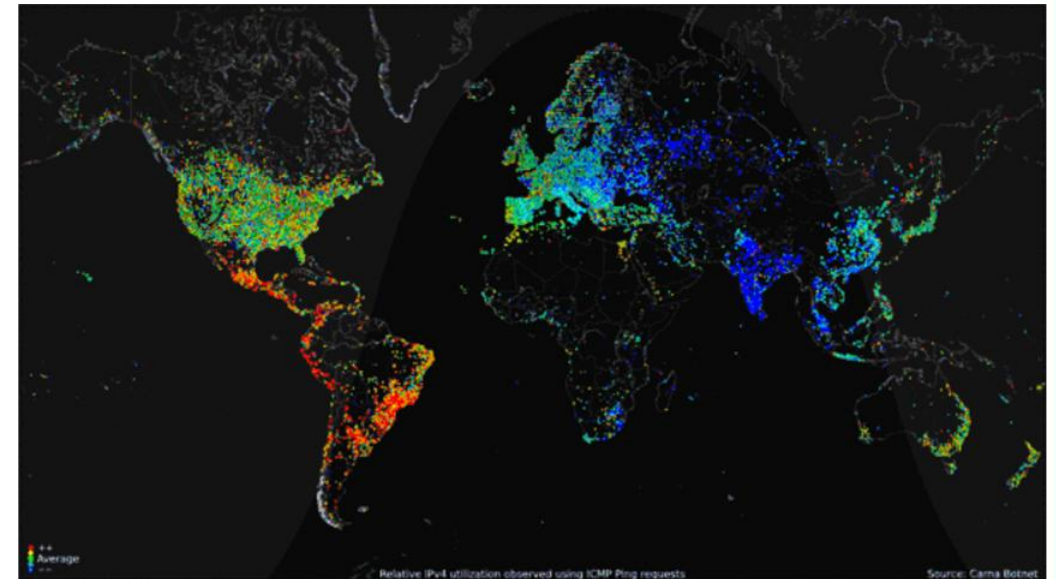 ++
Average
--
Relative IPv4 utilization observed using ICMP Ping requests
Source: Carna Botnet